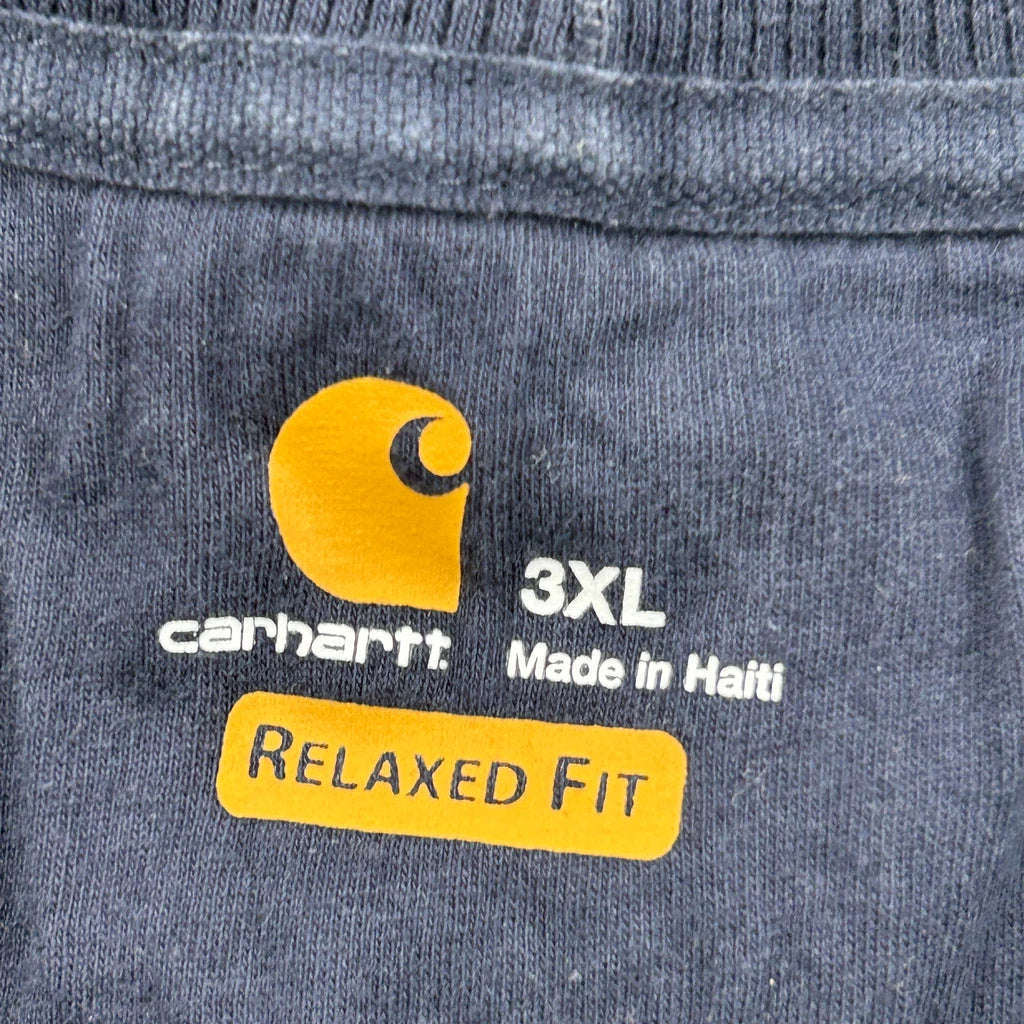 carhartt
3XL
Made in Haiti
RELAXED FIT